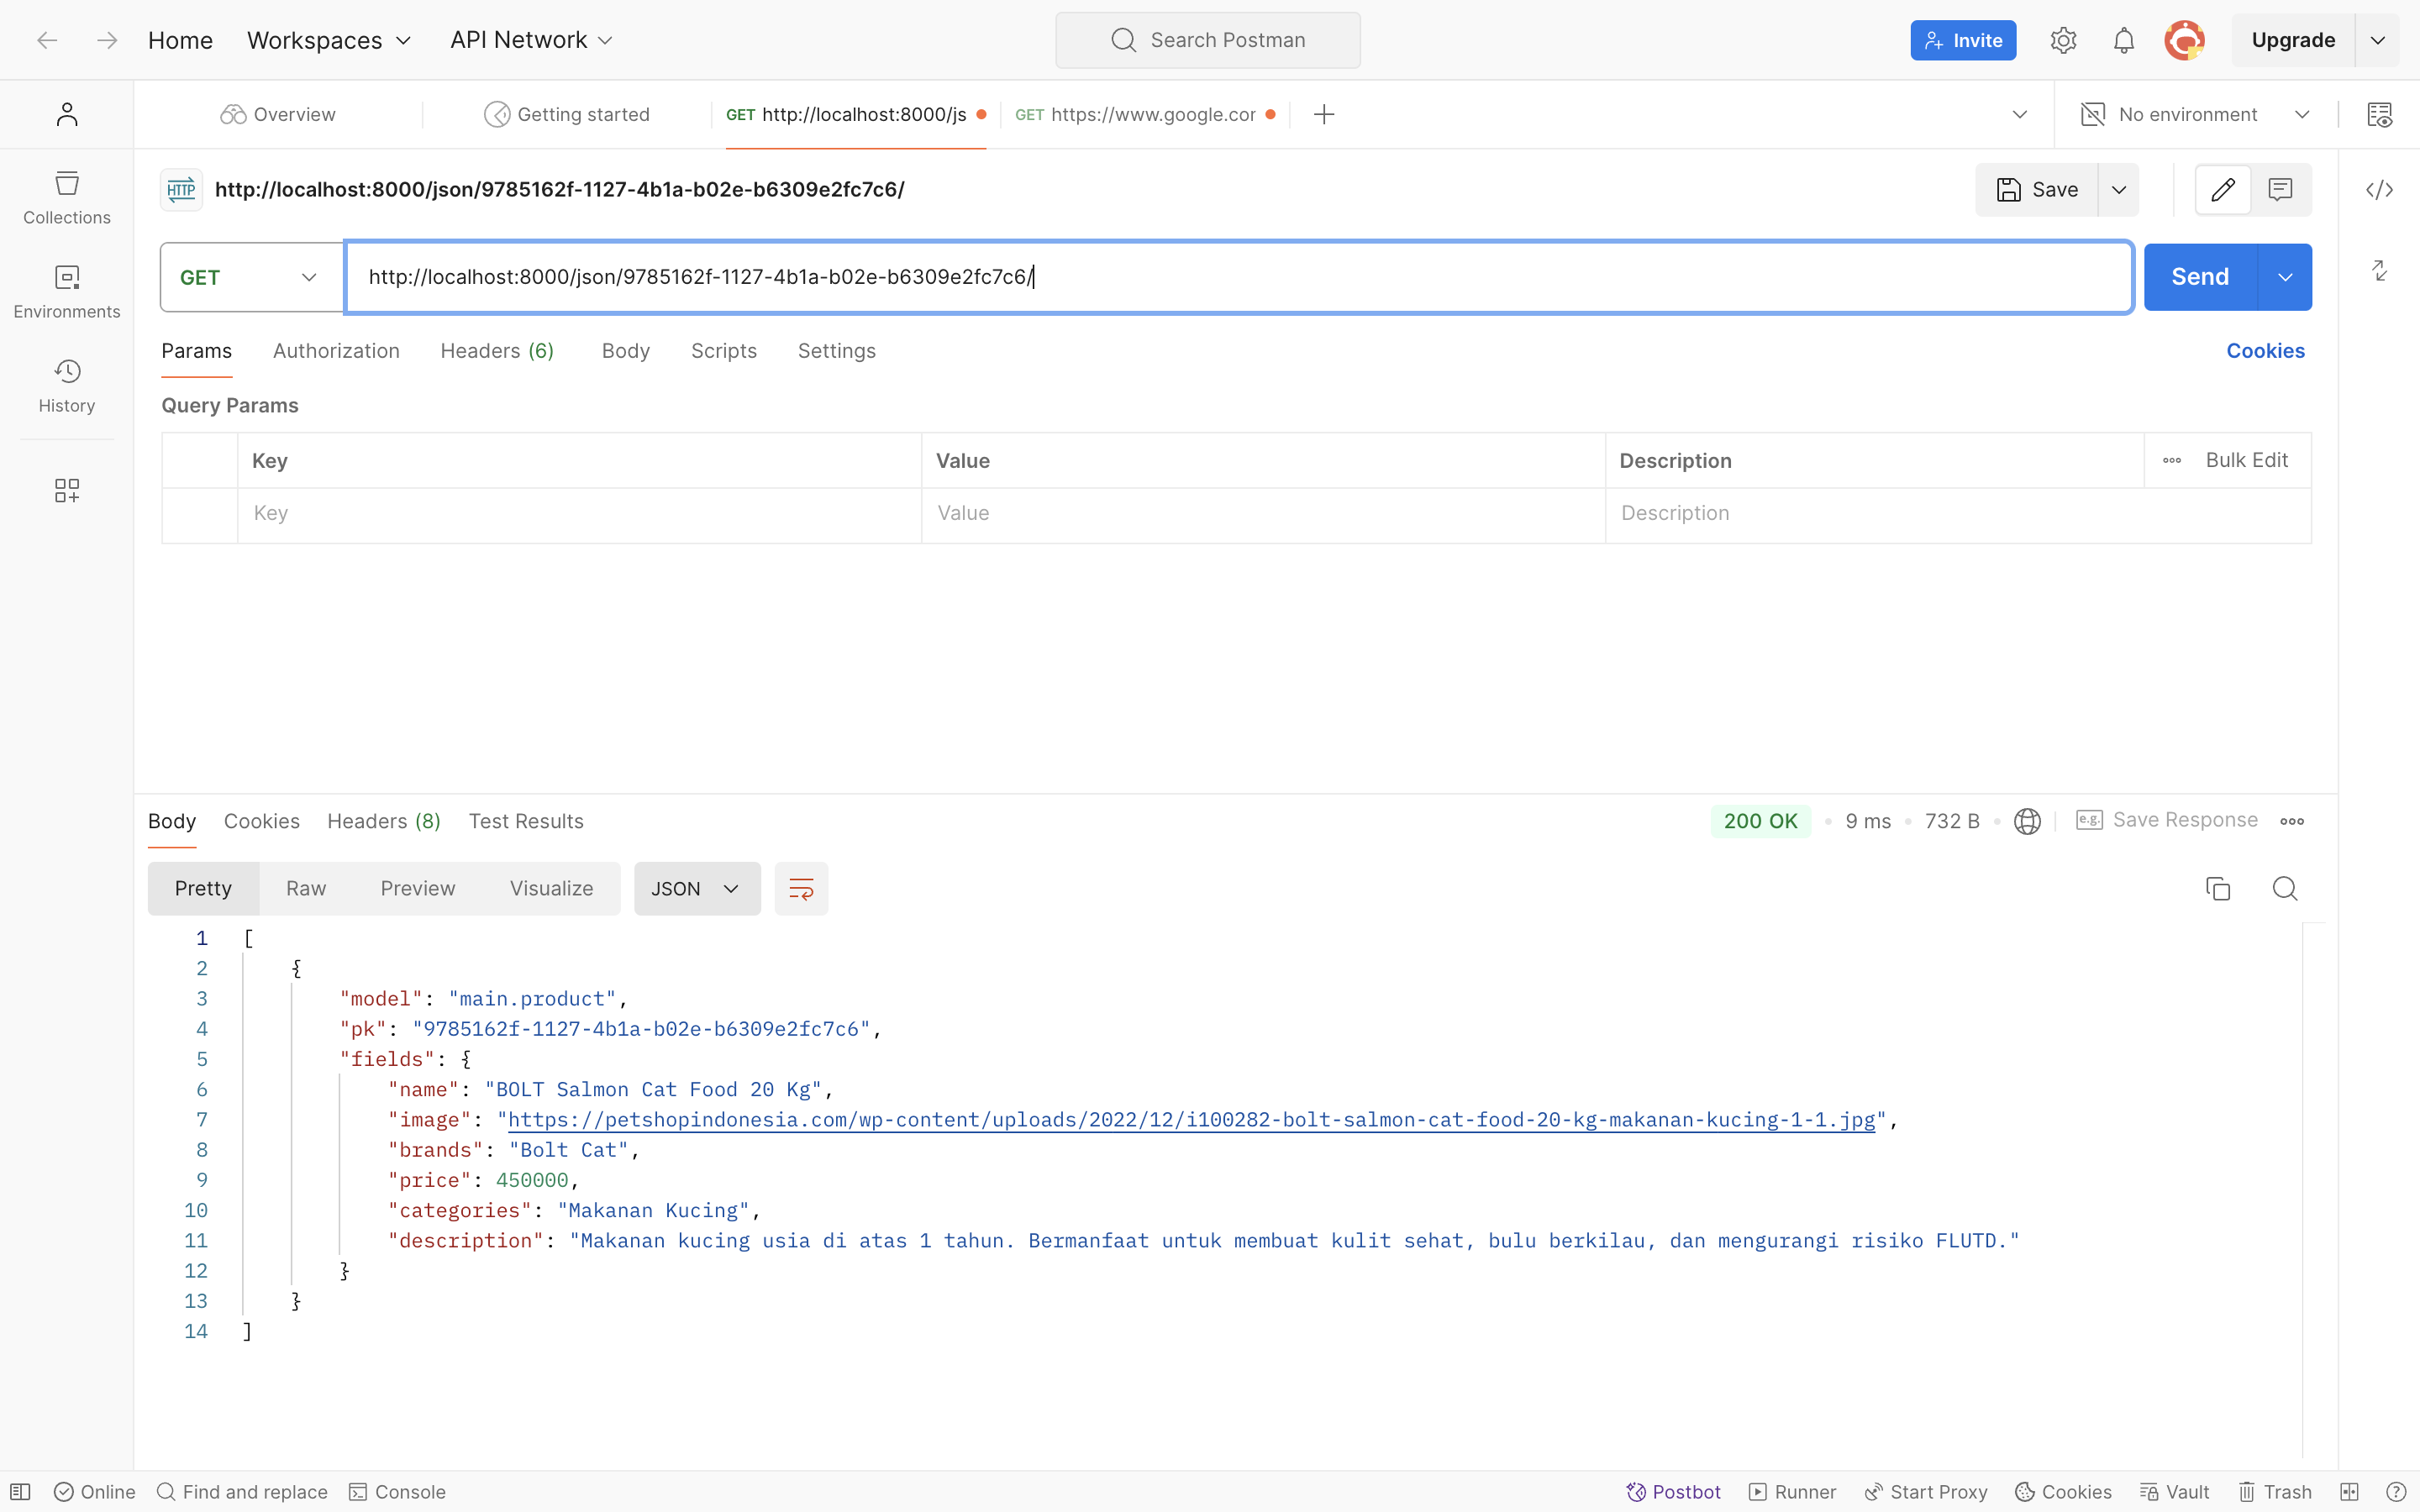 Home Workspaces API Network Search Postman Invite Upgrade
Overview Getting started GET http://localhost:8000/js GET https://www.google.cor No environment
HTTP http://localhost:8000/json/9785162f-1127-4b1a-b02e-b6309e2fc7c6/ Save
Collections
GET http://localhost:8000/json/9785162f-1127-4b1a-b02e-b6309e2fc7c6/ Send
Environments
Params Authorization Headers (6) Body Scripts Settings Cookies
History
Query Params
Key Value Description Bulk Edit
Key Value Description
Body Cookies Headers (8) Test Results 200 OK 9 ms 732 B e.g. Save Response
Pretty Raw Preview Visualize JSON
1 [
2 {
3 "model": "main.product",
4 "pk": "9785162f-1127-4b1a-b02e-b6309e2fc7c6",
5 "fields": {
6 "name": "BOLT Salmon Cat Food 20 Kg",
7 "image": "https://petshopindonesia.com/wp-content/uploads/2022/12/i100282-bolt-salmon-cat-food-20-kg-makanan-kucing-1-1.jpg",
8 "brands": "Bolt Cat",
9 "price": 450000,
10 "categories": "Makanan Kucing",
11 "description": "Makanan kucing usia di atas 1 tahun. Bermanfaat untuk membuat kulit sehat, bulu berkilau, dan mengurangi risiko FLUTD."
12 }
13 }
14 ]
Online Find and replace Console Postbot Runner Start Proxy Cookies Vault Trash